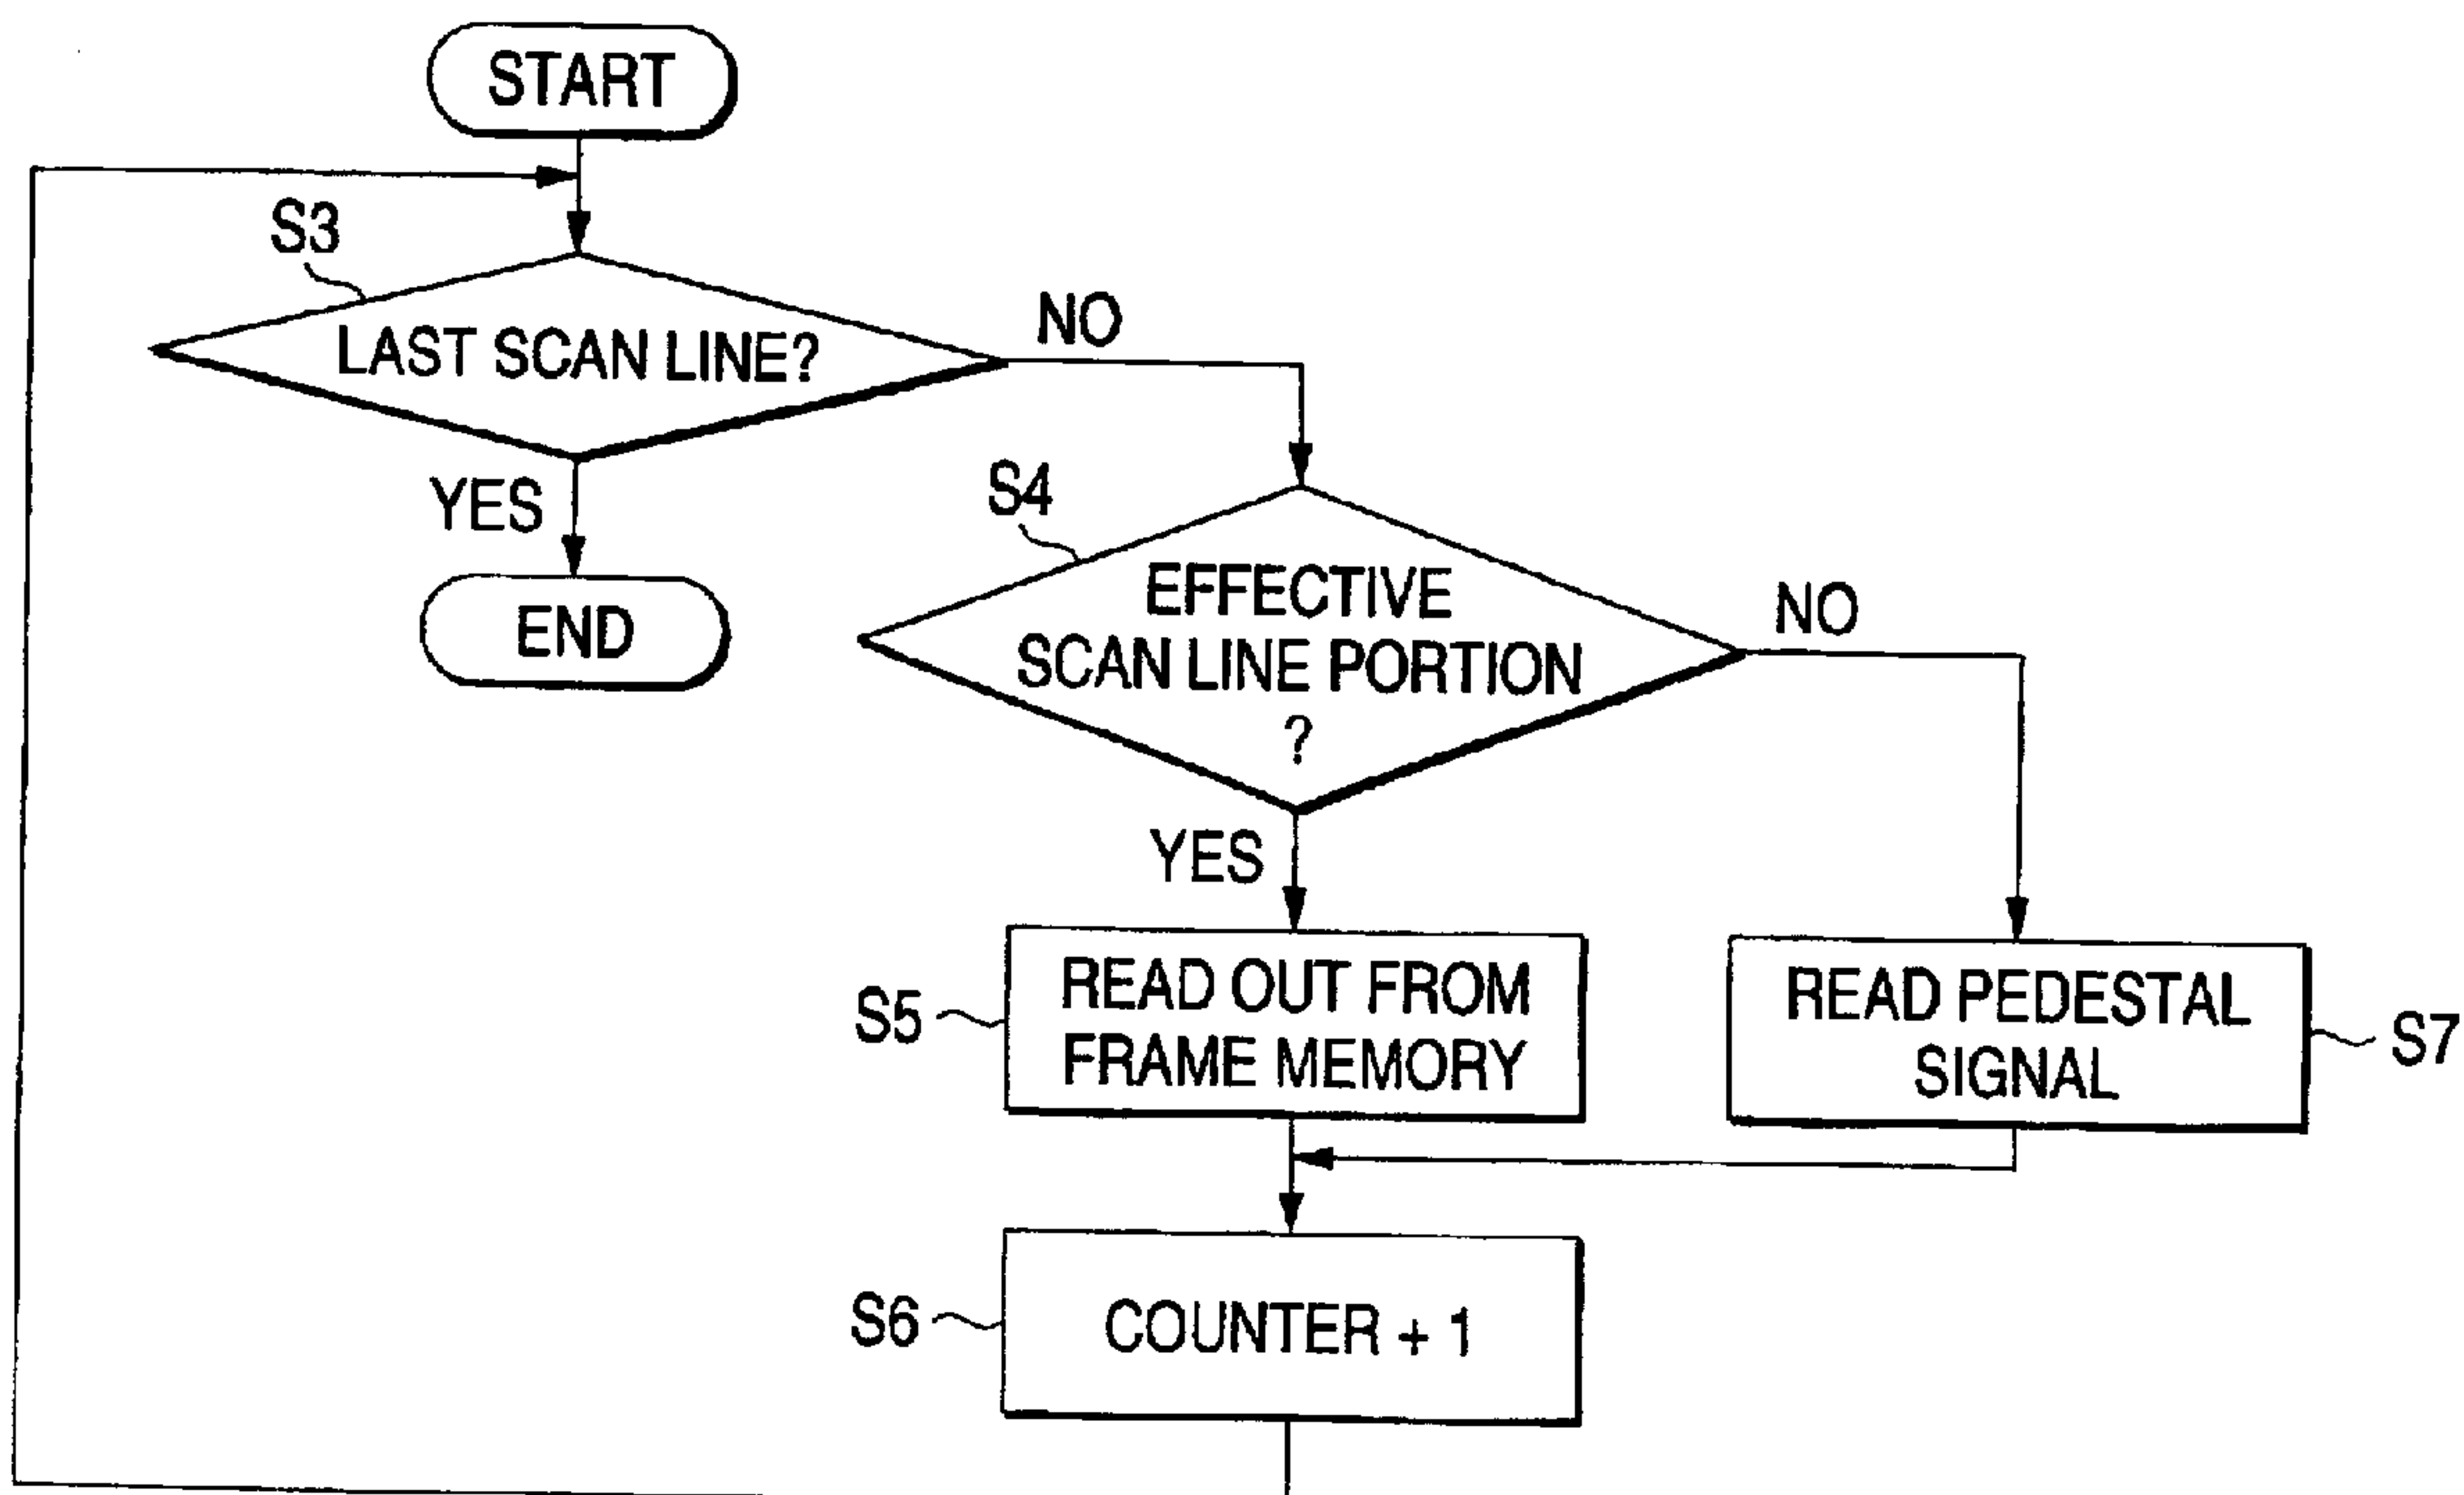 START
S3
LAST SCAN LINE?
NO
YES
END
S4
EFFECTIVE
SCAN LINE PORTION
?
NO
YES
S5
READ OUT FROM
FRAME MEMORY
READ PEDESTAL
SIGNAL
S7
S6
COUNTER + 1